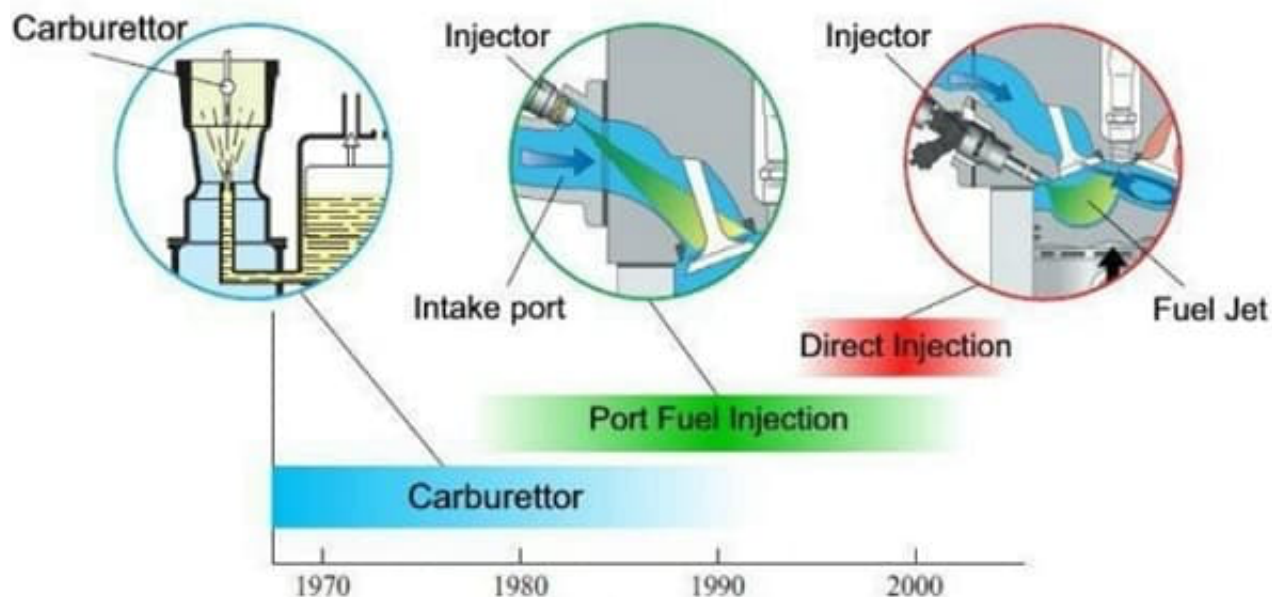 Carburettor
Injector
Injector
Intake port
Fuel Jet
Direct Injection
Port Fuel Injection
Carburettor
1970 1980 1990 2000